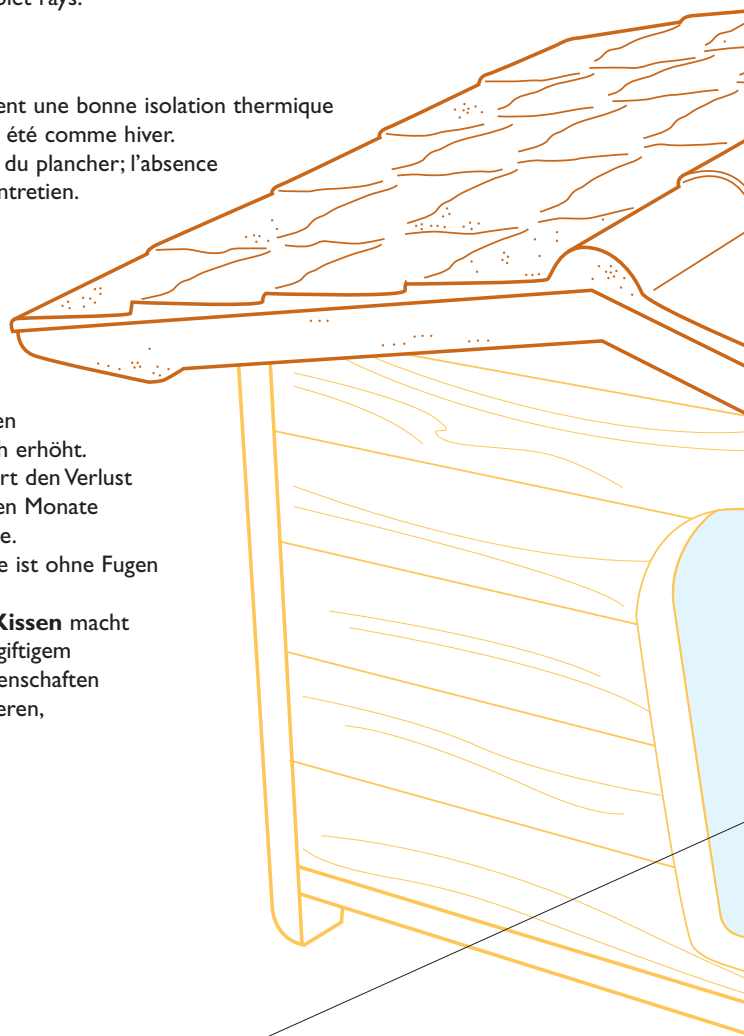 rays.
ent une bonne isolation thermique
été comme hiver.
du plancher; l'absence
ntretien.
en
h erhöht.
rt den Verlust
en Monate
e.
e ist ohne Fugen
Kissen macht
giftigem
enschaften
eren,